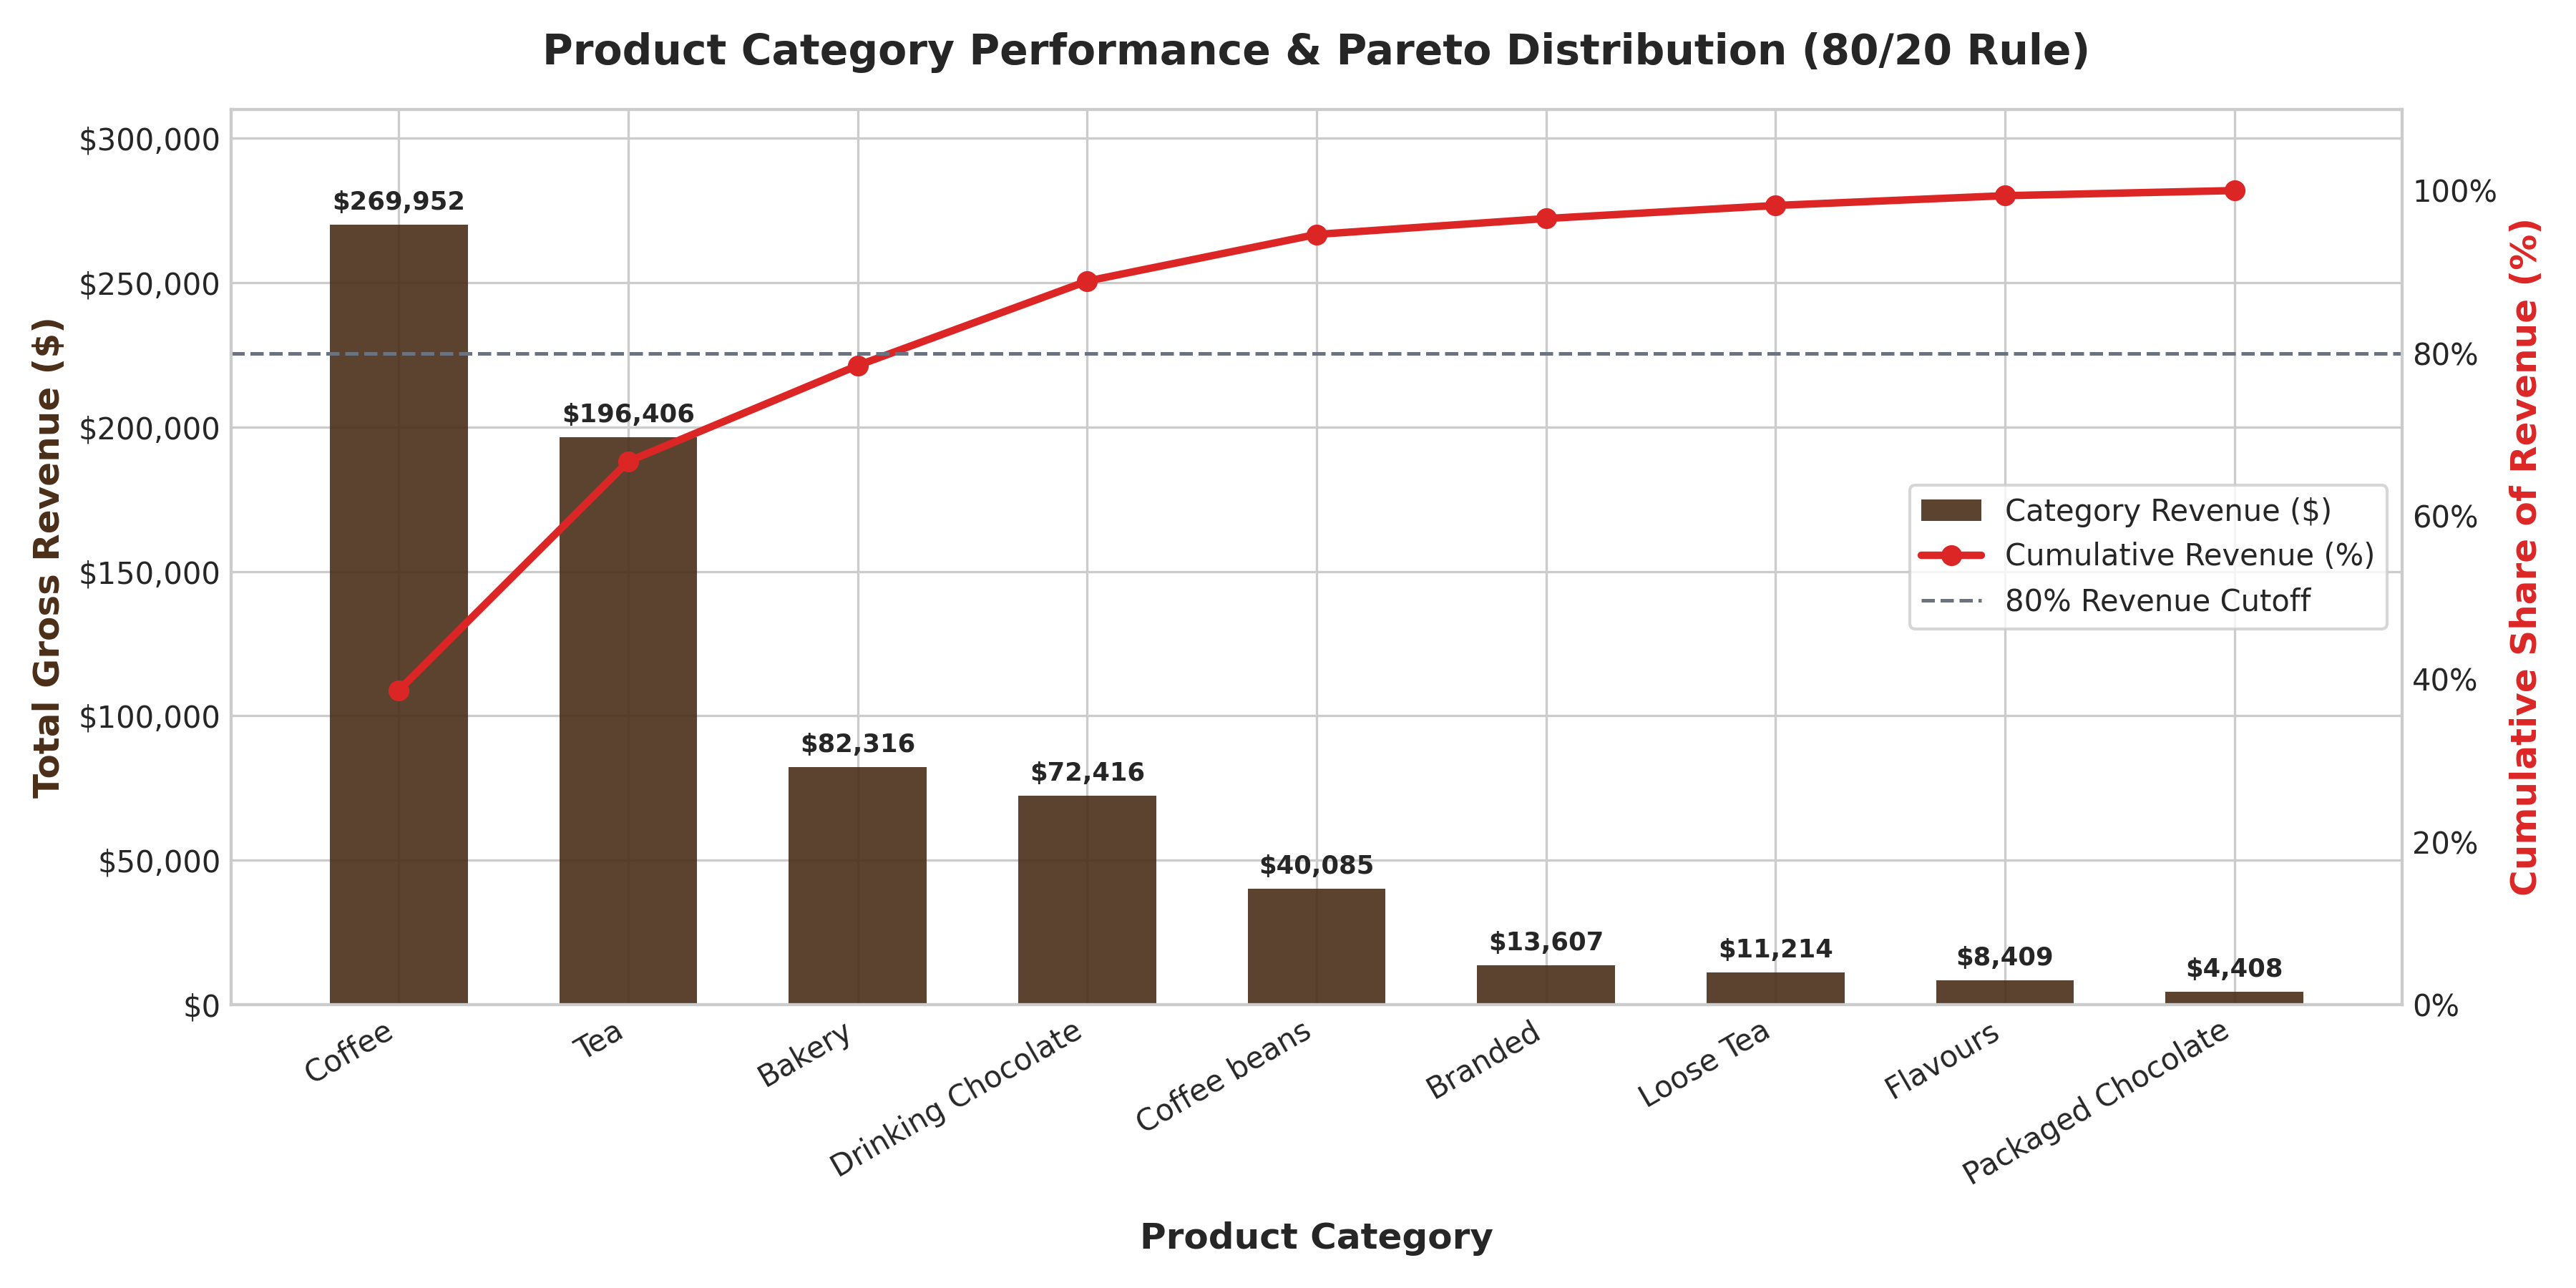 Product Category Performance & Pareto Distribution (80/20 Rule)
Total Gross Revenue ($)
$300,000
$250,000
$200,000
$150,000
$100,000
$50,000
$0
$269,952
$196,406
$82,316
$72,416
$40,085
$13,607
$11,214
$8,409
$4,408
Category Revenue ($)
Cumulative Revenue (%)
80% Revenue Cutoff
100%
80%
60%
40%
20%
0%
Cumulative Share of Revenue (%)
Coffee
Tea
Bakery
Drinking Chocolate
Coffee beans
Branded
Loose Tea
Flavours
Packaged Chocolate
Product Category